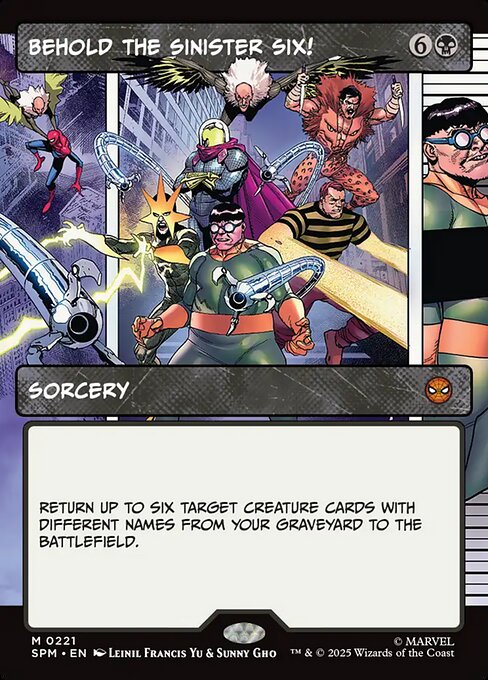 BEHOLD THE SINISTER SIX! 6
SORCERY
RETURN UP TO SIX TARGET CREATURE CARDS WITH
DIFFERENT NAMES FROM YOUR GRAVEYARD TO THE
BATTLEFIELD.
M 0221
SPM • EN LEINIL FRANCIS YU & SUNNY GHO
© MARVEL
™ & © 2025 Wizards of the Coast